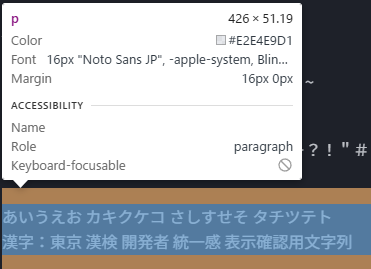 p 426 × 51.19
Color #E2E4E9D1
Font 16px "Noto Sans JP", -apple-system, Blin...
Margin 16px 0px
~
ACCESSIBILITY
Name
Role paragraph
?！"＃
Keyboard-focusable
あいうえお カキクケコ さしすせそ タチツテト
漢字：東京 漢検 開発者 統一感 表示確認用文字列